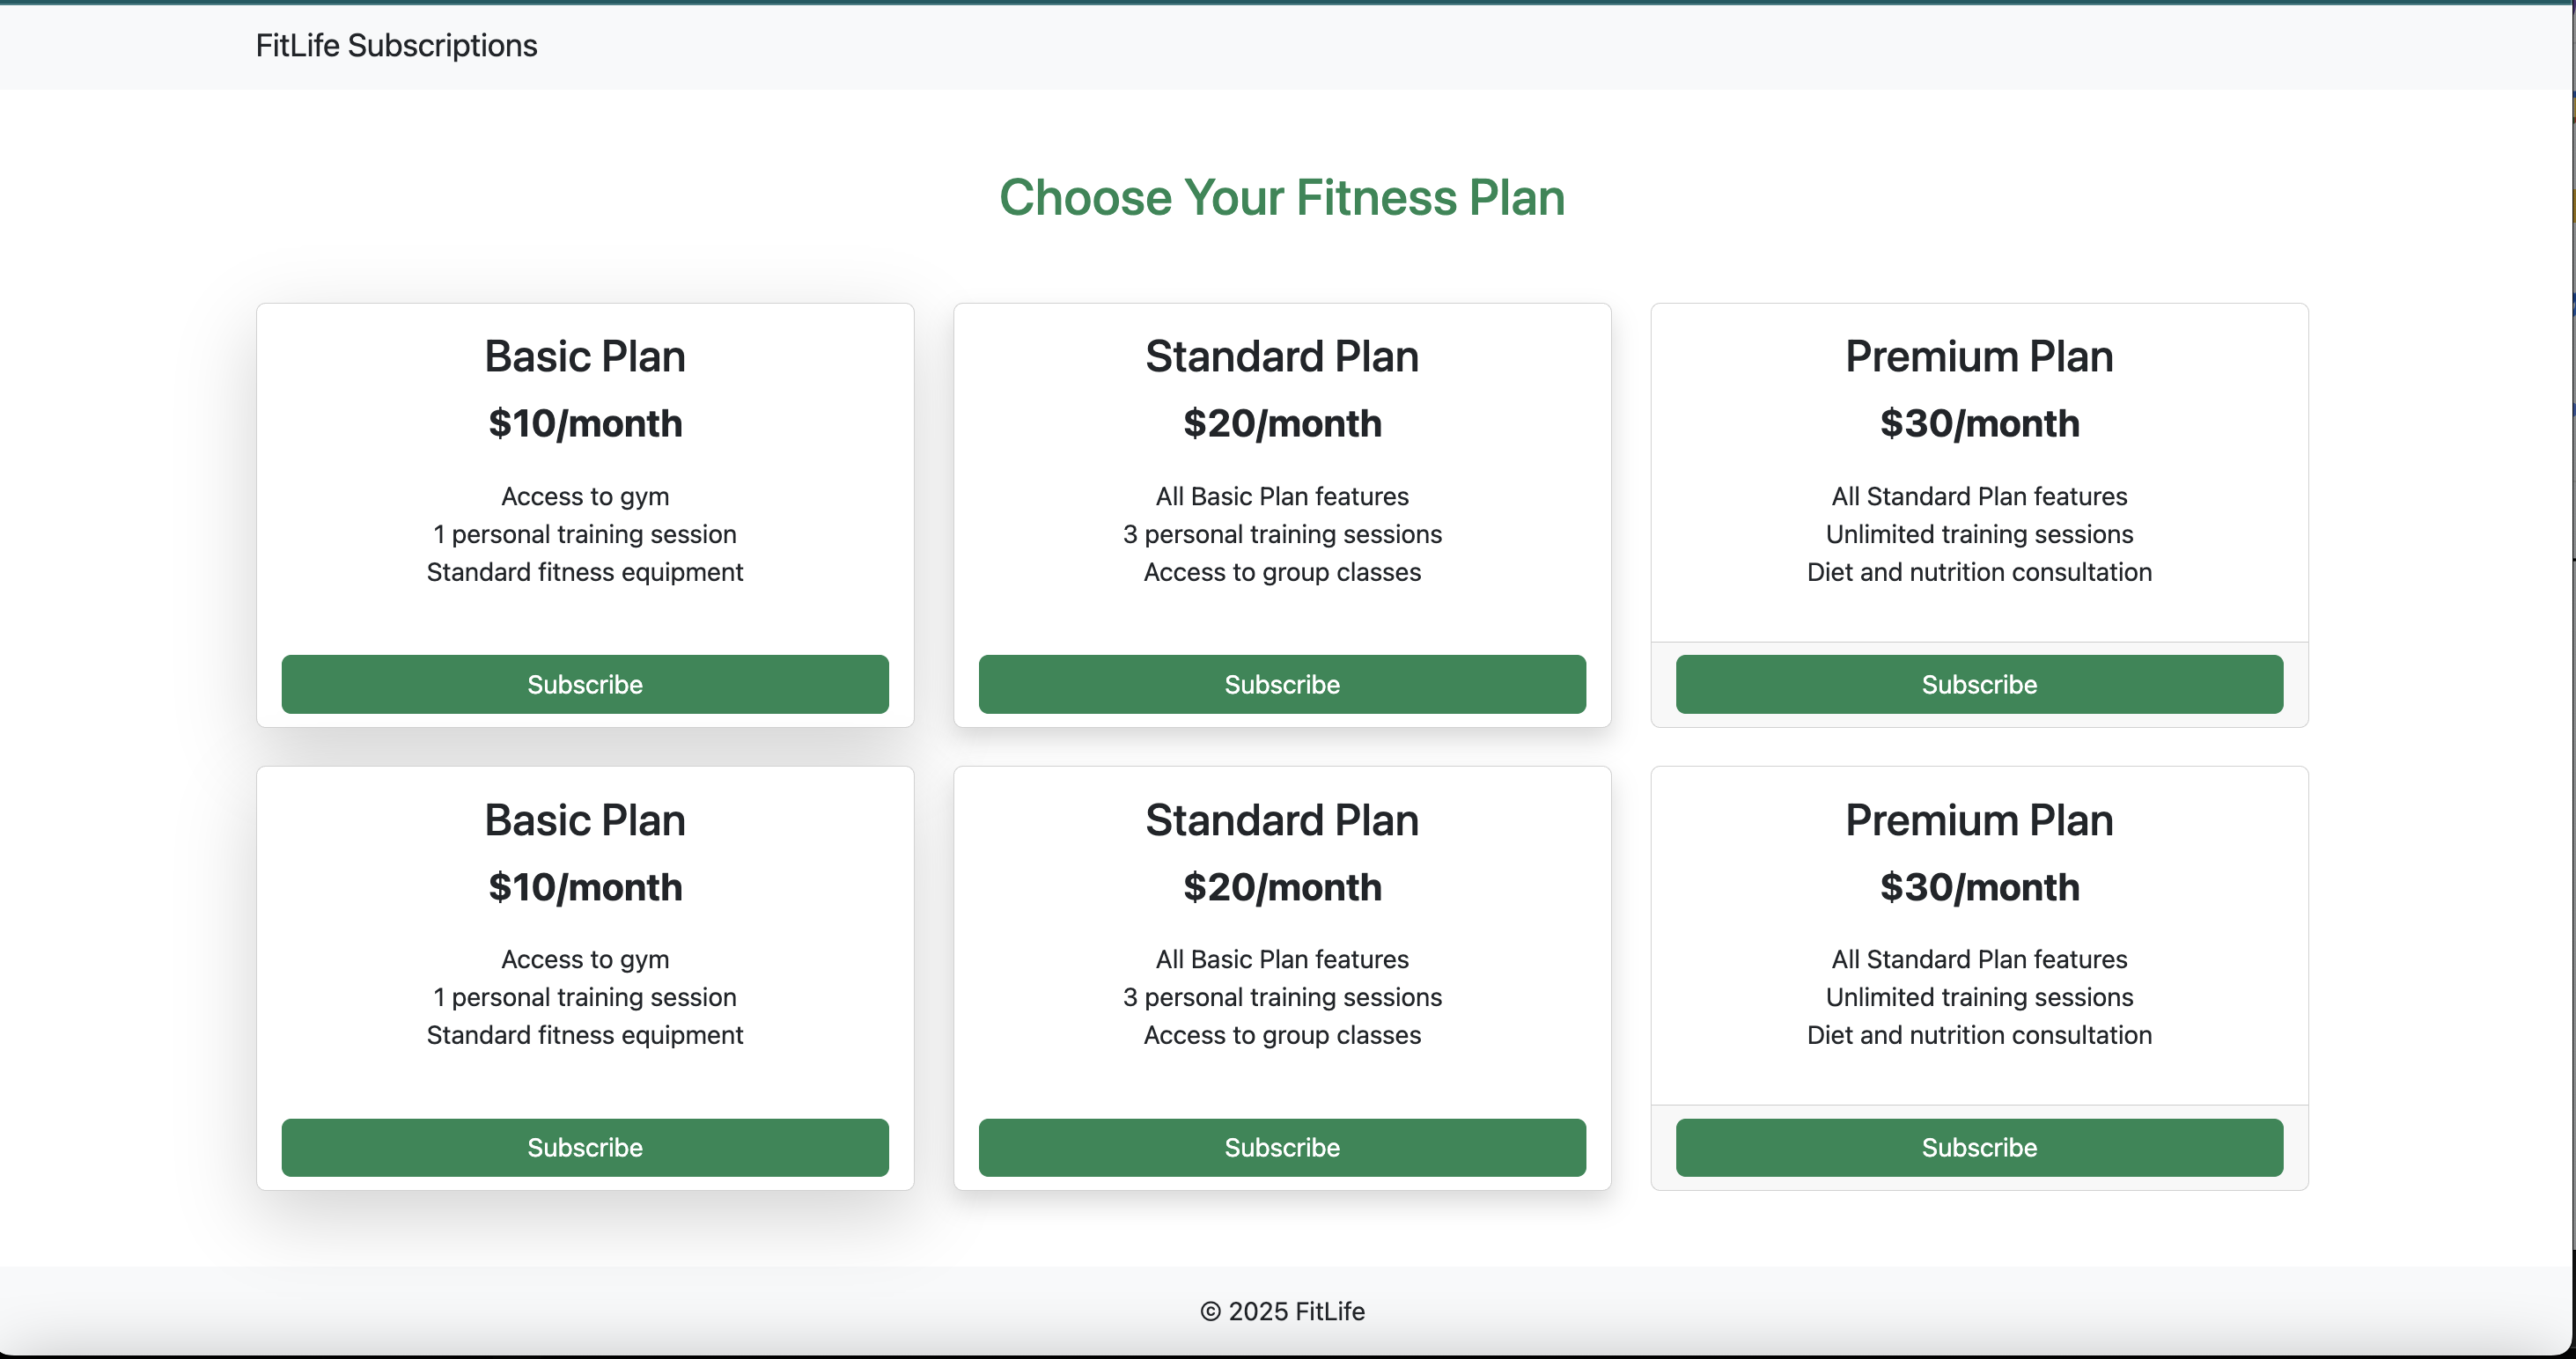 FitLife Subscriptions
Choose Your Fitness Plan
Basic Plan
$10/month
Access to gym
1 personal training session
Standard fitness equipment
Subscribe
Standard Plan
$20/month
All Basic Plan features
3 personal training sessions
Access to group classes
Subscribe
Premium Plan
$30/month
All Standard Plan features
Unlimited training sessions
Diet and nutrition consultation
Subscribe
Basic Plan
$10/month
Access to gym
1 personal training session
Standard fitness equipment
Subscribe
Standard Plan
$20/month
All Basic Plan features
3 personal training sessions
Access to group classes
Subscribe
Premium Plan
$30/month
All Standard Plan features
Unlimited training sessions
Diet and nutrition consultation
Subscribe
© 2025 FitLife